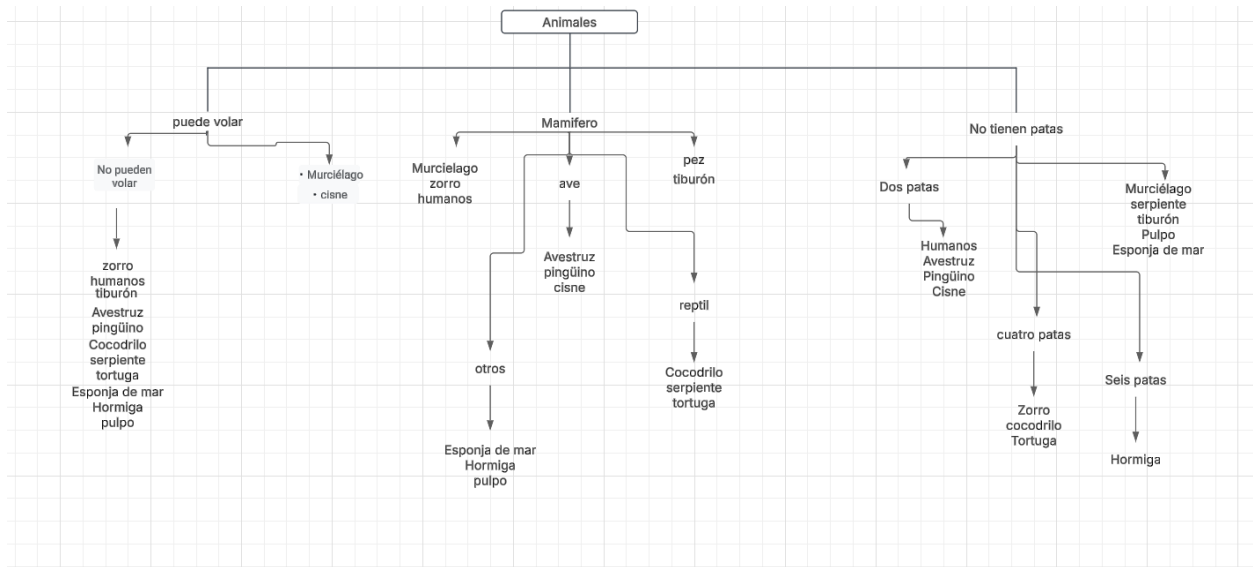 Animales
puede volar
No pueden
volar
• Murciélago
• cisne
zorro
humanos
tiburón
Avestruz
pingüino
Cocodrilo
serpiente
tortuga
Esponja de mar
Hormiga
pulpo
Mamifero
Murcielago
zorro
humanos
ave
Avestruz
pingüino
cisne
pez
tiburón
otros
Esponja de mar
Hormiga
pulpo
reptil
Cocodrilo
serpiente
tortuga
No tienen patas
Dos patas
Humanos
Avestruz
Pingüino
Cisne
Murciélago
serpiente
tiburón
Pulpo
Esponja de mar
cuatro patas
Zorro
cocodrilo
Tortuga
Seis patas
Hormiga